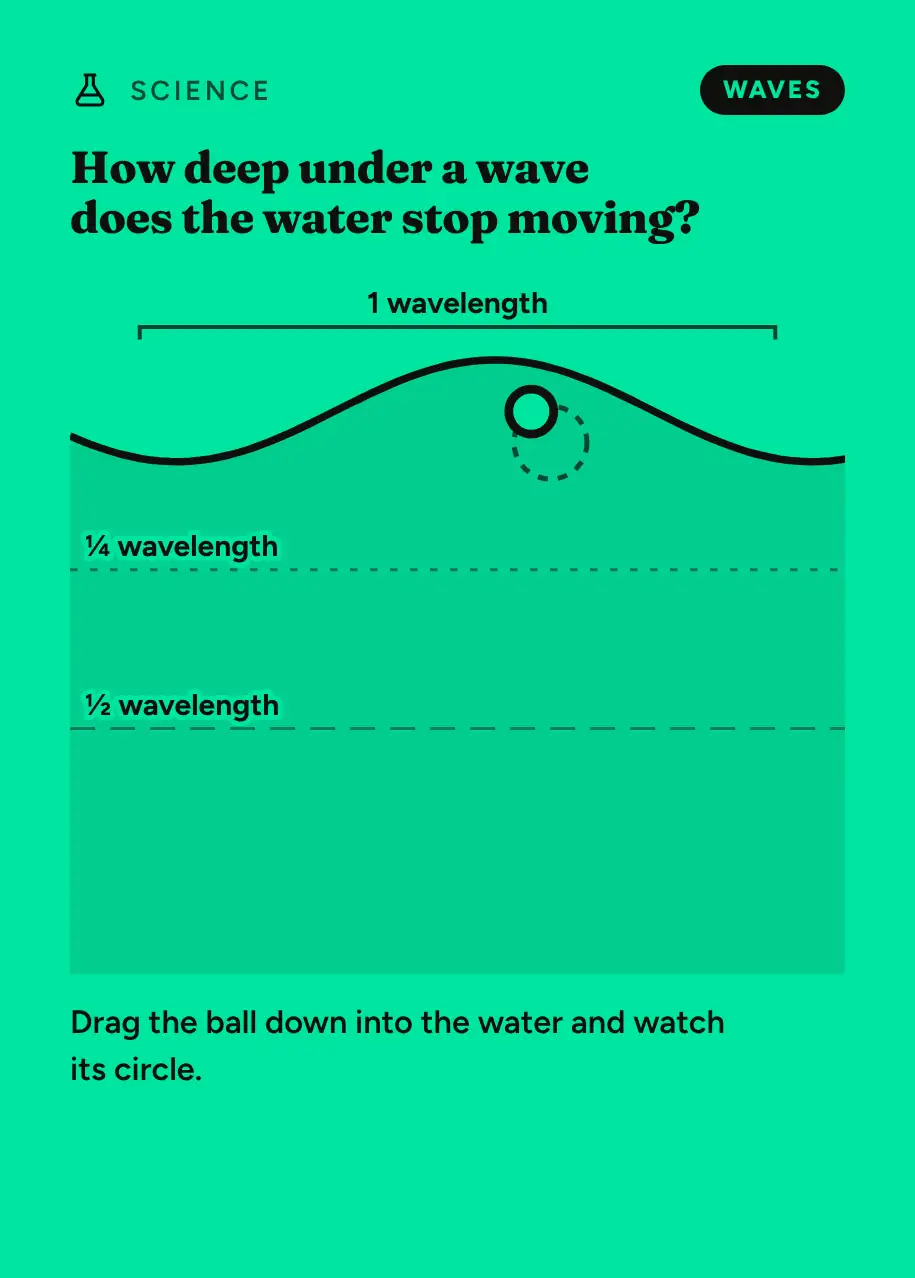 SCIENCE
WAVES
How deep under a wave
does the water stop moving?
1 wavelength
¼ wavelength
½ wavelength
Drag the ball down into the water and watch
its circle.